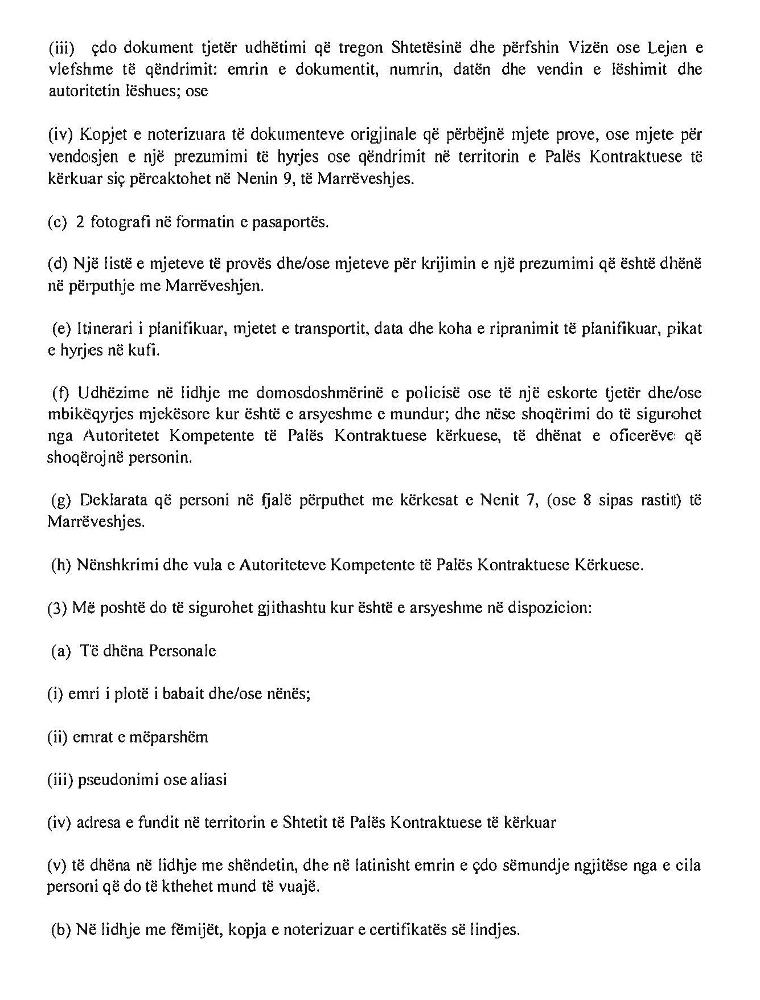 (iii) çdo dokument tjetër udhëtimi që tregon Shtetësinë dhe përfshin Vizën ose Lejen e
vlefshme të qëndrimit: emrin e dokumentit, numrin, datën dhe vendin e lëshimit dhe
autoritetin lëshues; ose
(iv) Kopjet e noterizuara të dokumenteve origjinale që përbëjnë mjete prove, ose mjete për
vendosjen e një prezumimi të hyrjes ose qëndrimit në territorin e Palës Kontraktuese të
kërkuar siç përcaktohet në Nenin 9, të Marrëveshjes.
(c) 2 fotografi në formatin e pasaportës.
(d) Një listë e mjeteve të provës dhe/ose mjeteve për krijimin e një prezumimi që është dhënë
në përputhje me Marrëveshjen.
(e) Itinerari i planifikuar, mjetet e transportit, data dhe koha e ripranimit të planifikuar, pikat
e hyrjes në kufi.
(f) Udhëzime në lidhje me domosdoshmërinë e policisë ose të një eskorte tjetër dhe/ose
mbikëqyrjes mjekësore kur është e arsyeshme e mundur; dhe nëse shoqërimi do të sigurohet
nga Autoritetet Kompetente të Palës Kontraktuese kërkuese, të dhënat e oficerëve që
shoqërojnë personin.
(g) Deklarata që personi në fjalë përputhet me kërkesat e Nenit 7, (ose 8 sipas rastit) të
Marrëveshjes.
(h) Nënshkrimi dhe vula e Autoriteteve Kompetente të Palës Kontraktuese Kërkuese.
(3) Më poshtë do të sigurohet gjithashtu kur është e arsyeshme në dispozicion:
(a) Të dhëna Personale
(i) emri i plotë i babait dhe/ose nënës;
(ii) emrat e mëparshëm
(iii) pseudonimi ose aliasi
(iv) adresa e fundit në territorin e Shtetit të Palës Kontraktuese të kërkuar
(v) të dhëna në lidhje me shëndetin, dhe në latinisht emrin e çdo sëmundje ngjitëse nga e cila
personi që do të kthehet mund të vuajë.
(b) Në lidhje me fëmijët, kopja e noterizuar e certifikatës së lindjes.